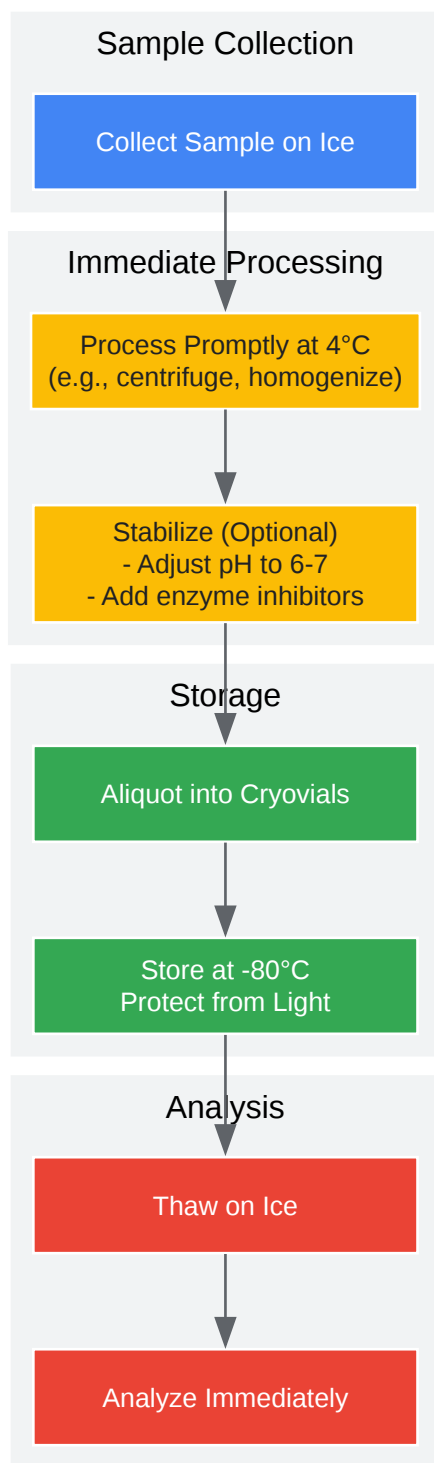 Sample Collection
Collect Sample on Ice
Immediate Processing
Process Promptly at 4°C
(e.g., centrifuge, homogenize)
Stabilize (Optional)
- Adjust pH to 6-7
- Add enzyme inhibitors
Storage
Aliquot into Cryovials
Store at -80°C
Protect from Light
Analysis
Thaw on Ice
Analyze Immediately